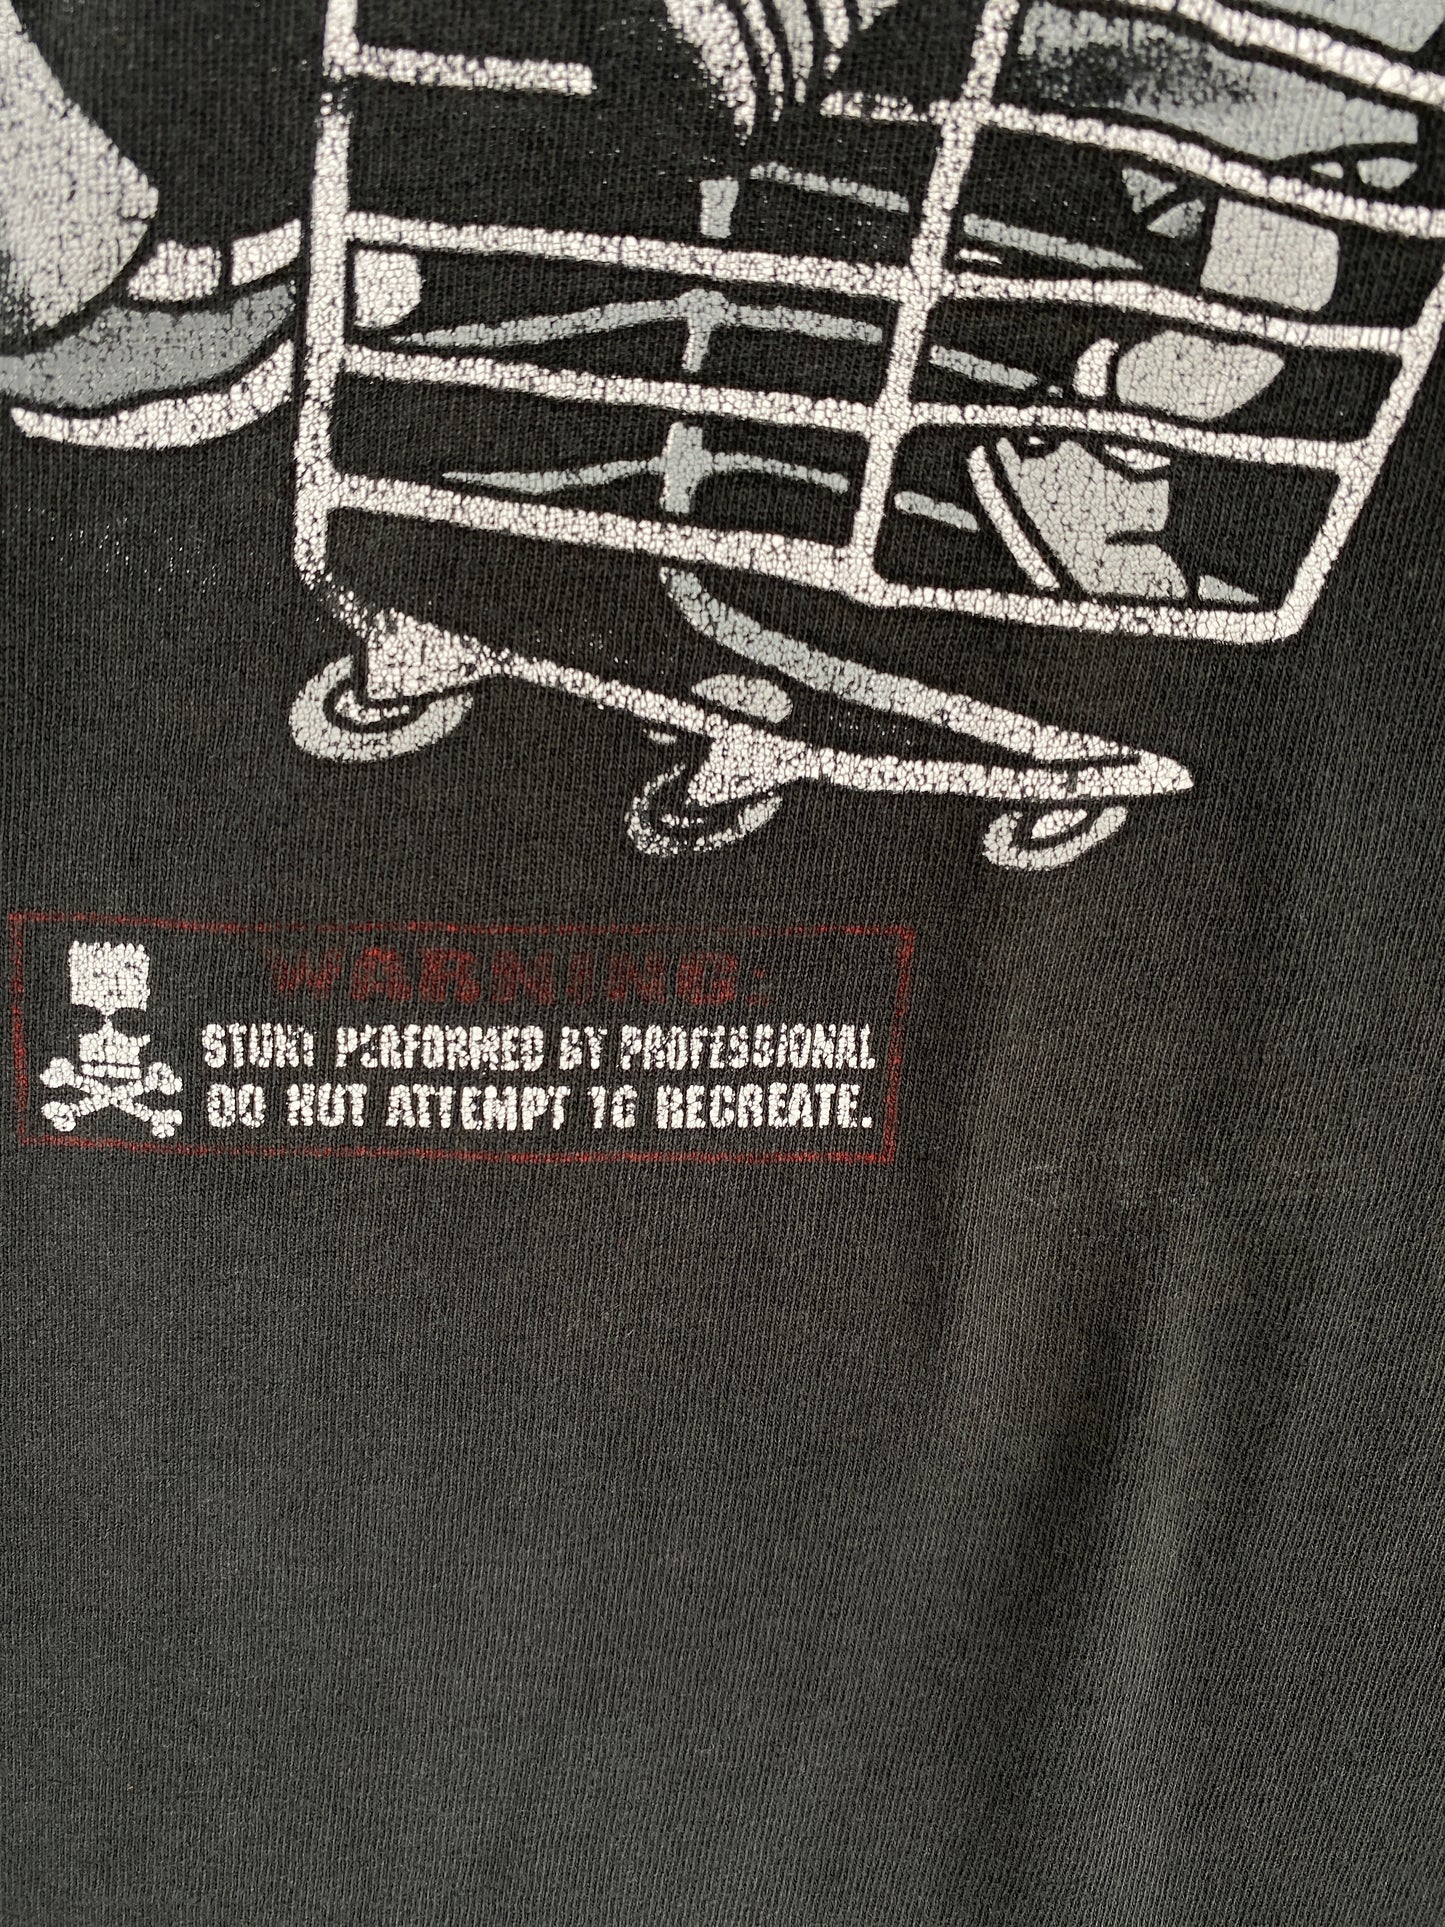 WARNING:
STUNT PERFORMED BY PROFESSIONAL
DO NOT ATTEMPT TO RECREATE.